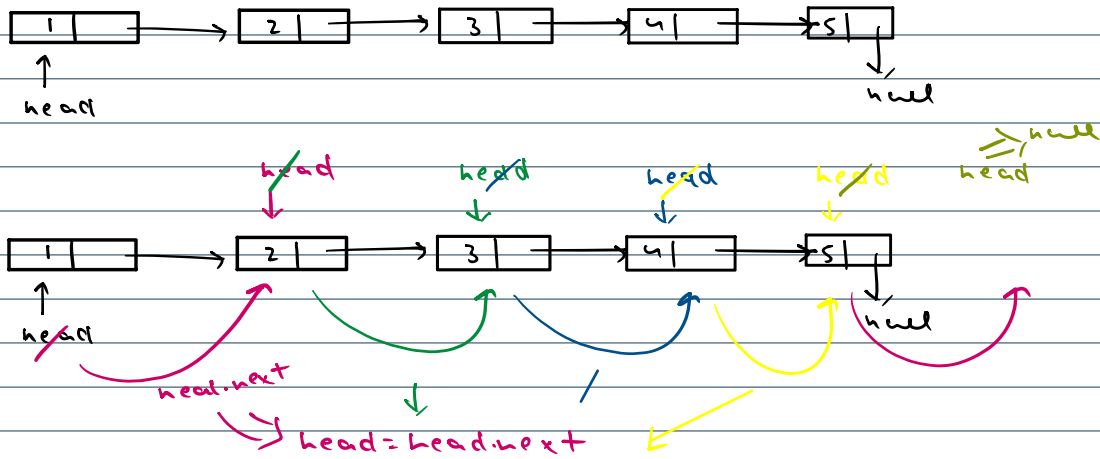 1 2 3 4 5
head
null
null
head head head head head
1 2 3 4 5
head
null
head.next
head = head.next